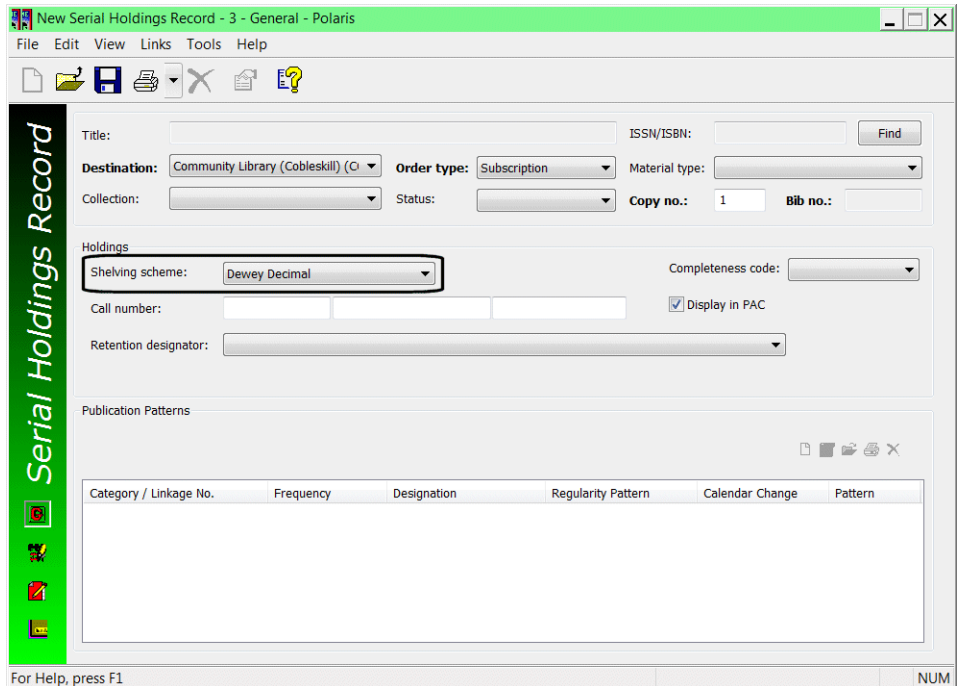 New Serial Holdings Record - 3 - General - Polaris
File Edit View Links Tools Help
Serial Holdings Record
Title: ISSN/ISBN: Find
Destination: Community Library (Cobleskill) Order type: Subscription Material type:
Collection: Status: Copy no.: 1 Bib no.:
Holdings
Shelving scheme: Dewey Decimal Completeness code:
Call number: Display in PAC
Retention designator:
Publication Patterns
Category / Linkage No. Frequency Designation Regularity Pattern Calendar Change Pattern
For Help, press F1 NUM